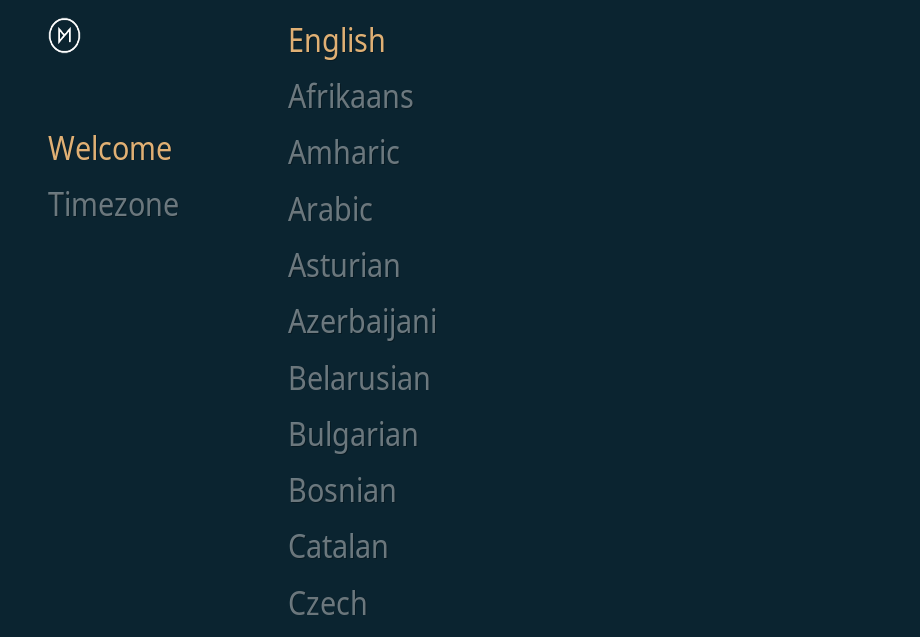 Welcome
Timezone
English
Afrikaans
Amharic
Arabic
Asturian
Azerbaijani
Belarusian
Bulgarian
Bosnian
Catalan
Czech